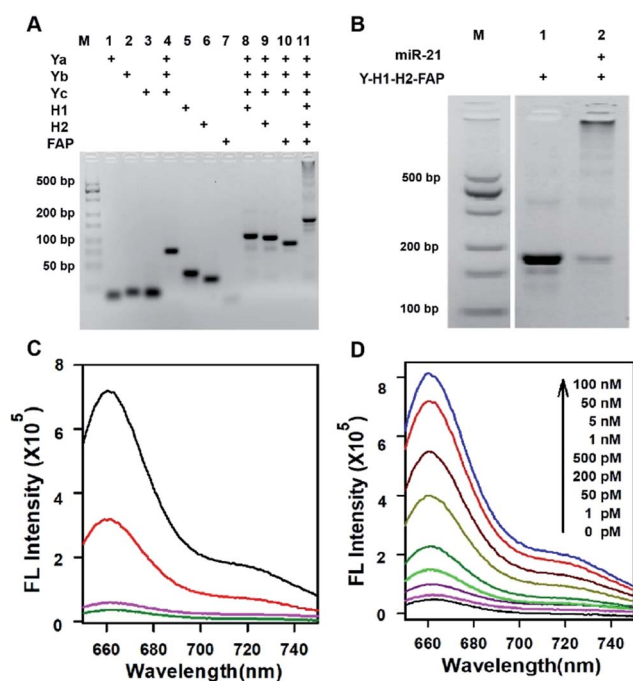 A
M 1 2 3 4 5 6 7 8 9 10 11
Ya + + + + + +
Yb + + + + + +
Yc + + + + + +
H1 + + +
H2 + + +
FAP + + +
500 bp
200 bp
100 bp
50 bp
B
M 1 2
miR-21 +
Y-H1-H2-FAP + +
500 bp
200 bp
100 bp
C
FL Intensity (X10⁵)
8
6
4
2
0
660 680 700 720 740
Wavelength(nm)
D
FL Intensity (X10⁵)
8
6
4
2
0
100 nM
50 nM
5 nM
1 nM
500 pM
200 pM
50 pM
1 pM
0 pM
660 680 700 720 740
Wavelength(nm)